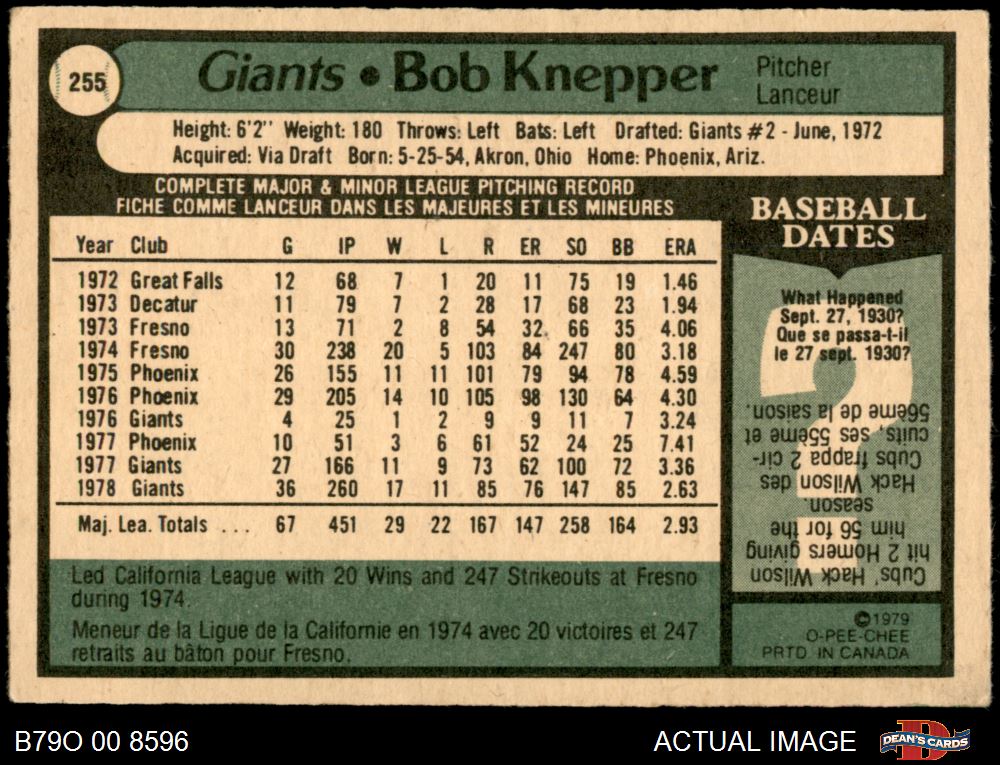 255
Giants • Bob Knepper
Pitcher
Lanceur
Height: 6'2" Weight: 180 Throws: Left Bats: Left Drafted: Giants #2 - June, 1972
Acquired: Via Draft Born: 5-25-54, Akron, Ohio Home: Phoenix, Ariz.
COMPLETE MAJOR & MINOR LEAGUE PITCHING RECORD
FICHE COMME LANCEUR DANS LES MAJEURES ET LES MINEURES
Year Club G IP W L R ER SO BB ERA
1972 Great Falls 12 68 7 1 20 11 75 19 1.46
1973 Decatur 11 79 7 2 28 17 68 23 1.94
1973 Fresno 13 71 2 8 54 32 66 35 4.06
1974 Fresno 30 238 20 5 103 84 247 80 3.18
1975 Phoenix 26 155 11 11 101 79 94 78 4.59
1976 Phoenix 29 205 14 10 105 98 130 64 4.30
1976 Giants 4 25 1 2 9 9 11 7 3.24
1977 Phoenix 10 51 3 6 61 52 24 25 7.41
1977 Giants 27 166 11 9 73 62 100 72 3.36
1978 Giants 36 260 17 11 85 76 147 85 2.63
Maj. Lea. Totals ... 67 451 29 22 167 147 258 164 2.93
Led California League with 20 Wins and 247 Strikeouts at Fresno
during 1974.
Meneur de la Ligue de la Californie en 1974 avec 20 victoires et 247
retraits au bâton pour Fresno.
BASEBALL
DATES
What Happened
Sept. 27, 1930?
Que se passa-t-il
le 27 sept. 1930?
Cubs' Hack Wilson
hit 2 Homers giving
him 56 for the
season.
Hack Wilson des
Cubs frappa 2 cir-
cuits, ses 55ème et
56ème de la saison.
©1979
O-PEE-CHEE
PRTD. IN CANADA
B79O 00 8596
ACTUAL IMAGE
D
DEAN'S CARDS